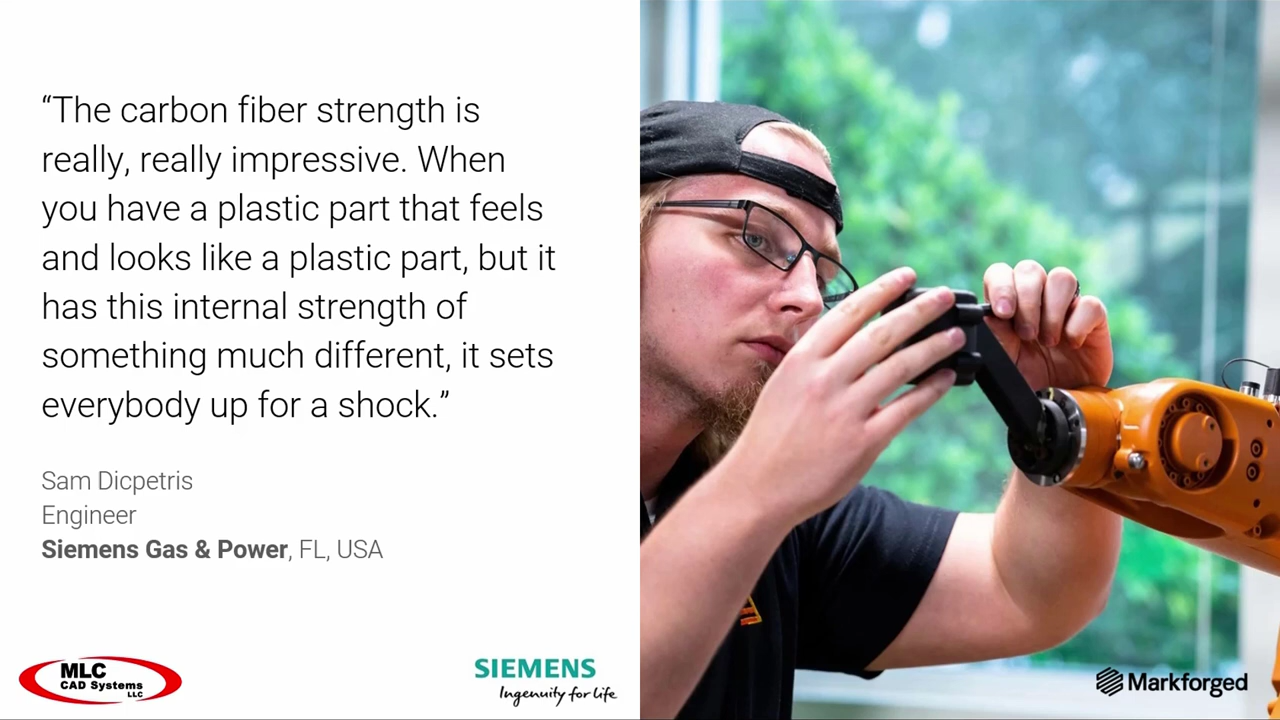 “The carbon fiber strength is
really, really impressive. When
you have a plastic part that feels
and looks like a plastic part, but it
has this internal strength of
something much different, it sets
everybody up for a shock.”
Sam Dicpetris
Engineer
Siemens Gas & Power, FL, USA
MLC
CAD Systems
LLC
SIEMENS
Ingenuity for life
Markforged